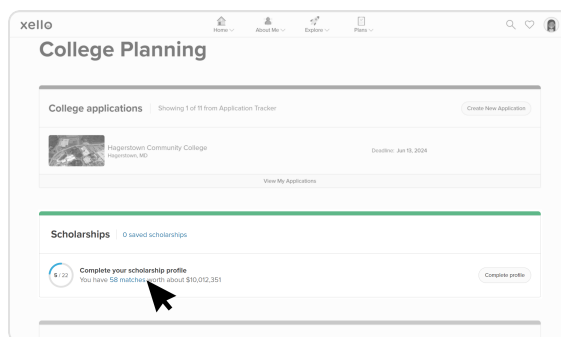 xello
Home
About Me
Explore
Plans
College Planning
College applications
Showing 1 of 11 from Application Tracker
Create New Application
Hagerstown Community College
Hagerstown, MD
Deadline: Jun 13, 2024
View My Applications
Scholarships
0 saved scholarships
5 / 22
Complete your scholarship profile
You have 58 matches worth about $10,012,351
Complete profile